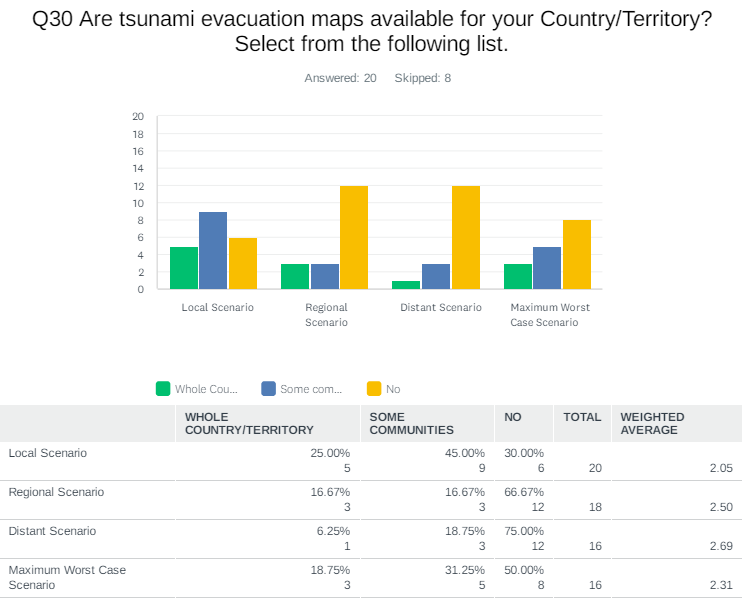 Q30 Are tsunami evacuation maps available for your Country/Territory?
Select from the following list.
Answered: 20 Skipped: 8
20
18
16
14
12
10
8
6
4
2
0
Local Scenario
Regional
Scenario
Distant Scenario
Maximum Worst
Case Scenario
Whole Cou...
Some com...
No
WHOLE
COUNTRY/TERRITORY
SOME
COMMUNITIES
NO
TOTAL
WEIGHTED
AVERAGE
Local Scenario 25.00% 45.00% 30.00%
5 9 6 20 2.05
Regional Scenario 16.67% 16.67% 66.67%
3 3 12 18 2.50
Distant Scenario 6.25% 18.75% 75.00%
1 3 12 16 2.69
Maximum Worst Case 18.75% 31.25% 50.00%
Scenario 3 5 8 16 2.31